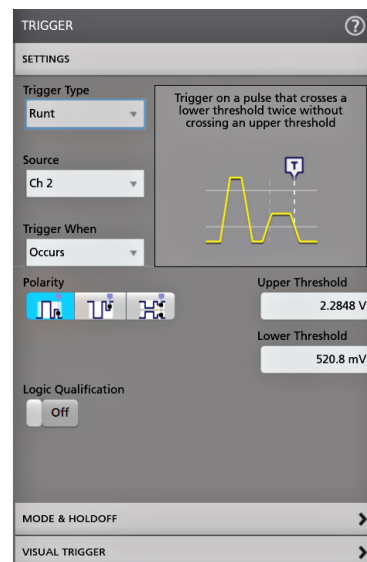 TRIGGER
?
SETTINGS
Trigger Type
Runt
Trigger on a pulse that crosses a
lower threshold twice without
crossing an upper threshold
T
Source
Ch 2
Trigger When
Occurs
Polarity
Upper Threshold
2.2848 V
Lower Threshold
520.8 mV
Logic Qualification
Off
MODE & HOLDOFF
VISUAL TRIGGER